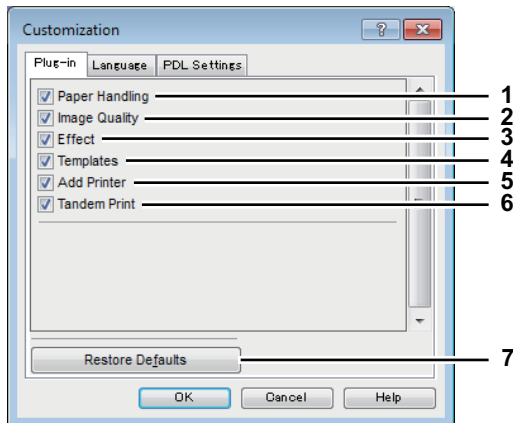 Customization
Plug-in Language PDL Settings
Paper Handling 1
Image Quality 2
Effect 3
Templates 4
Add Printer 5
Tandem Print 6
Restore Defaults 7
OK Cancel Help